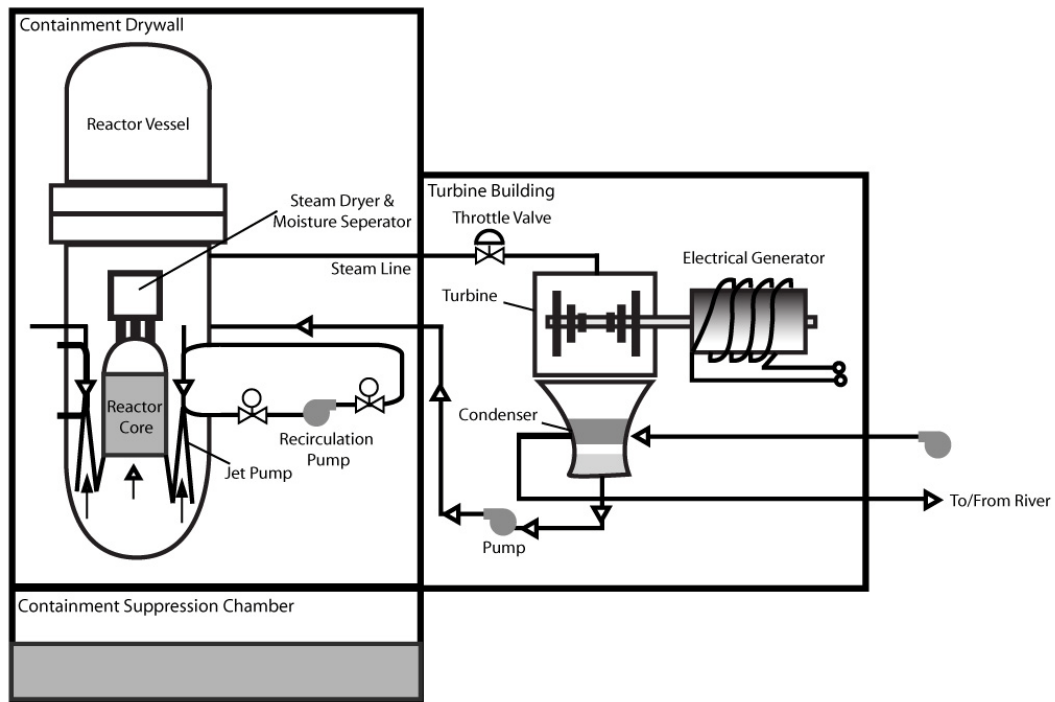 Containment Drywall
Reactor Vessel
Steam Dryer &
Moisture Seperator
Steam Line
Turbine Building
Throttle Valve
Electrical Generator
Turbine
Reactor
Core
Recirculation
Pump
Jet Pump
Condenser
To/From River
Pump
Containment Suppression Chamber